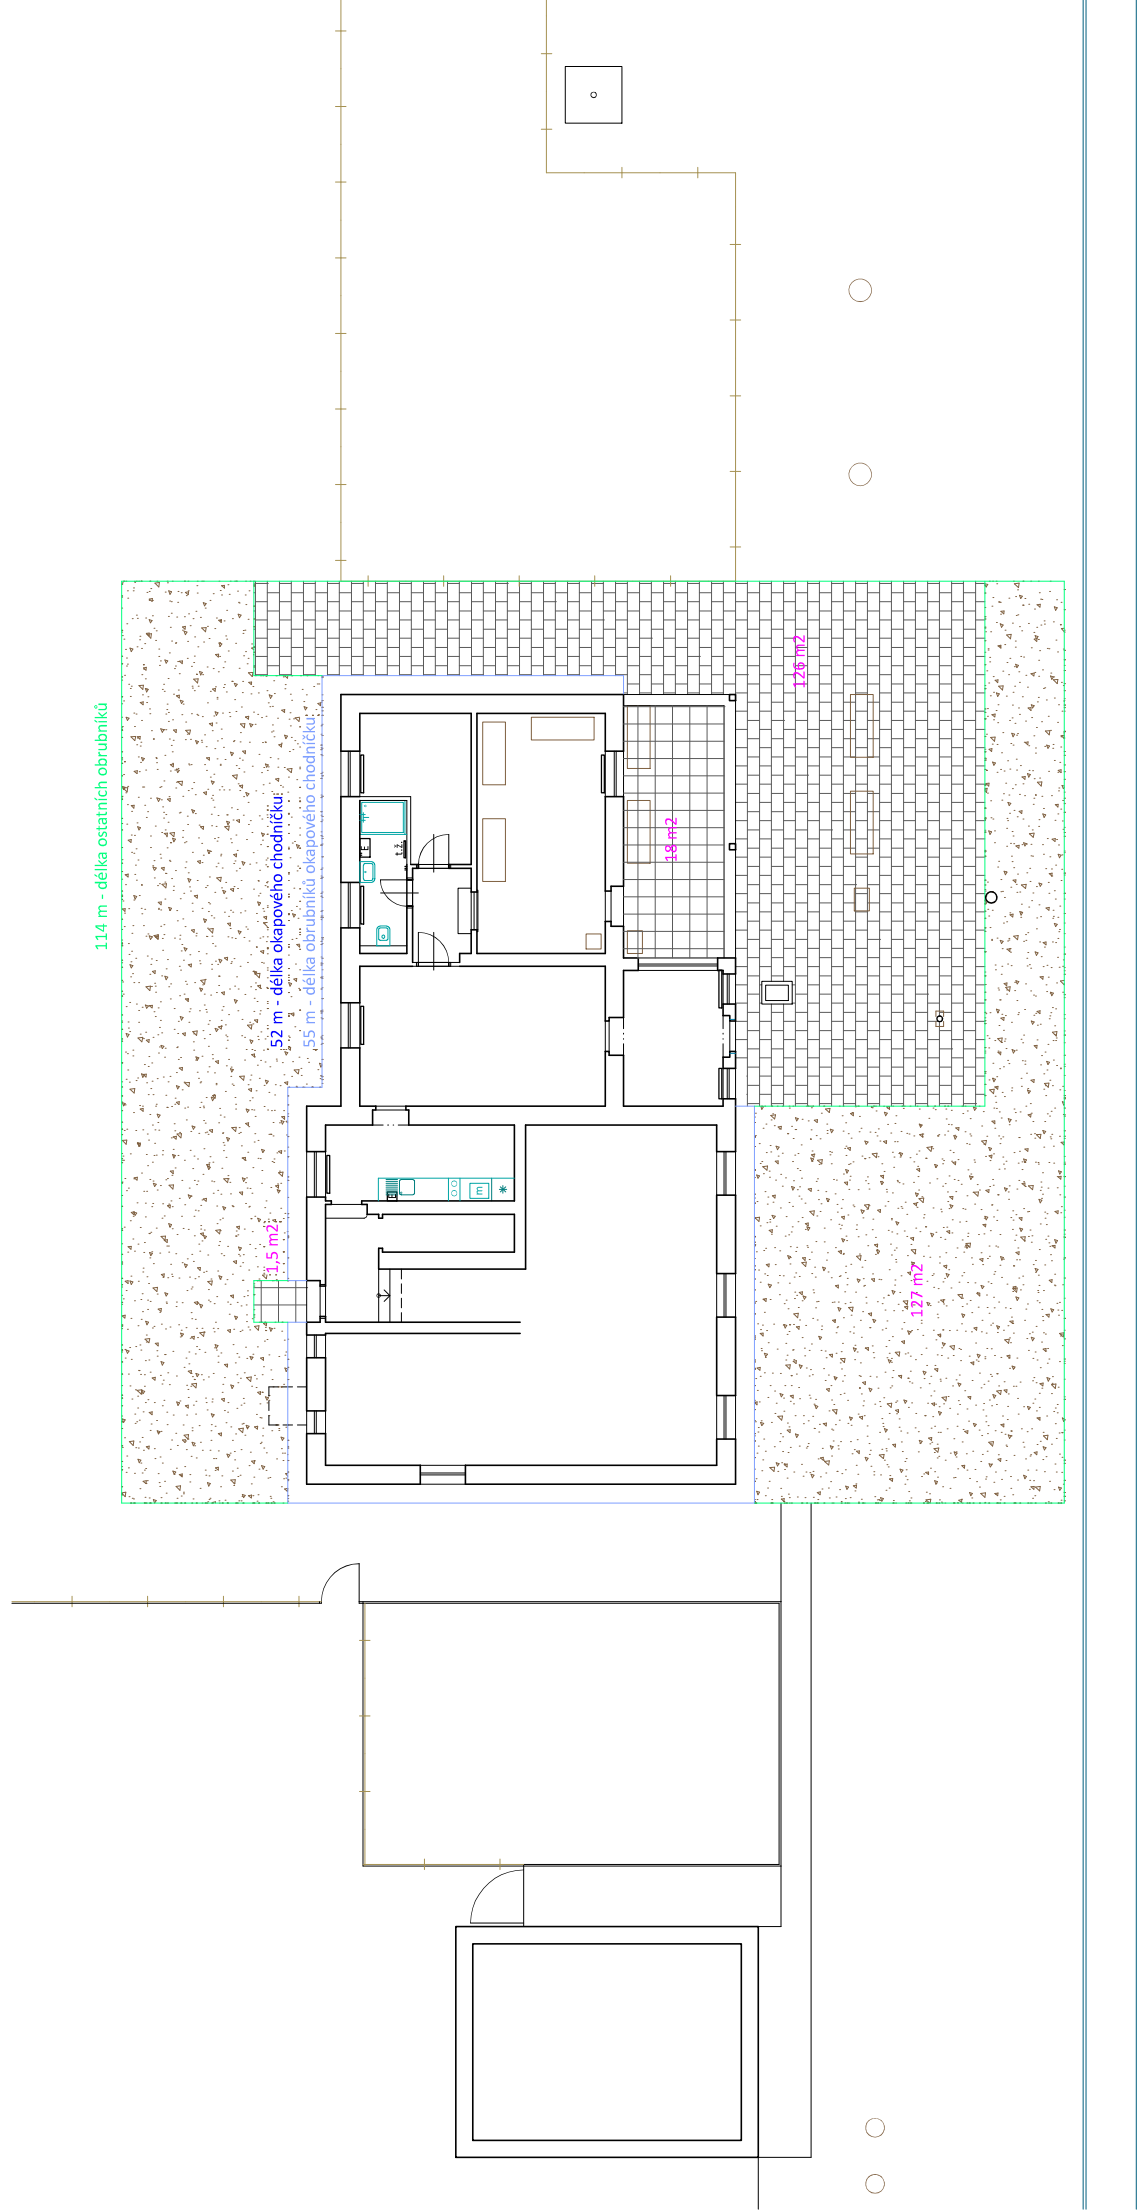 114 m - délka ostatních obrubníků
52 m - délka okapového chodníčku
55 m - délka obrubníků okapového chodníčku
126 m2
18 m2
1,5 m2
127 m2
E
E
m